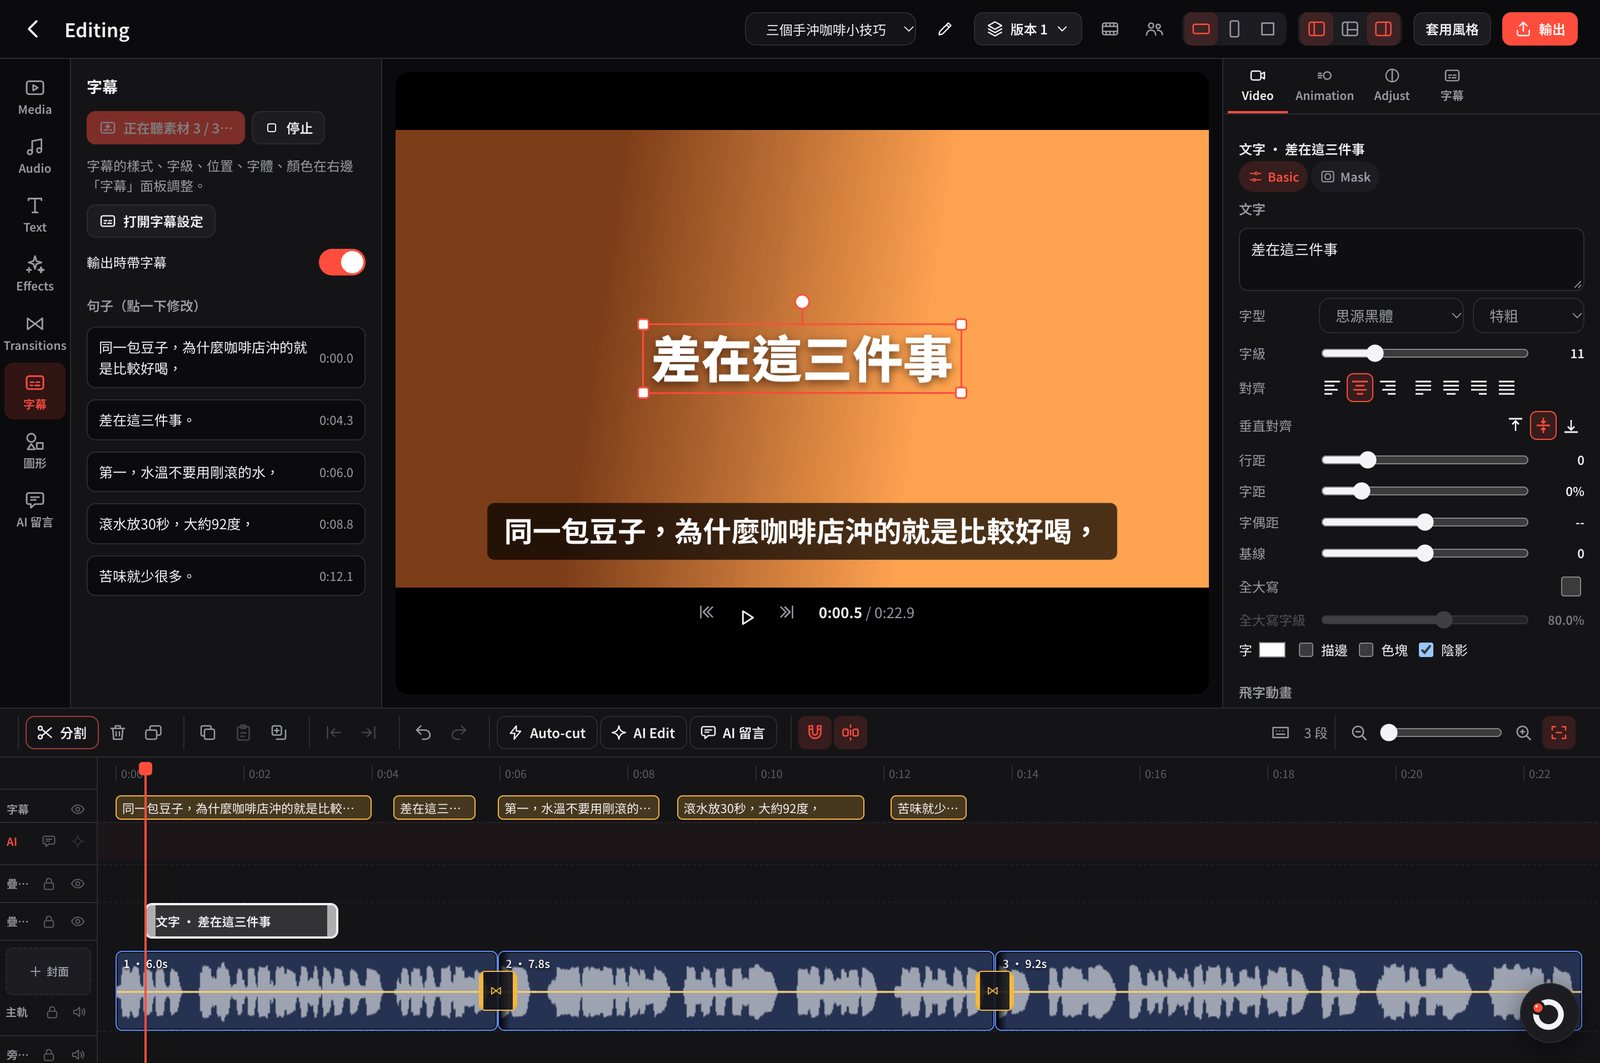 Editing
三個手沖咖啡小技巧
版本 1
套用風格
輸出
Media
Audio
Text
Effects
Transitions
字幕
圖形
AI 留言
字幕
正在聽素材 3 / 3…
停止
字幕的樣式、字級、位置、字體、顏色在右邊
「字幕」面板調整。
打開字幕設定
輸出時帶字幕
句子（點一下修改）
同一包豆子，為什麼咖啡店沖的就
是比較好喝，
0:00.0
差在這三件事。
0:04.3
第一，水溫不要用剛滾的水，
0:06.0
滾水放30秒，大約92度，
0:08.8
苦味就少很多。
0:12.1
差在這三件事
同一包豆子，為什麼咖啡店沖的就是比較好喝，
0:00.5 / 0:22.9
Video
Animation
Adjust
字幕
文字 · 差在這三件事
Basic
Mask
文字
差在這三件事
字型
思源黑體
特粗
字級
11
對齊
垂直對齊
行距
0
字距
0%
字偶距
--
基線
0
全大寫
全大寫字級
80.0%
字
描邊
色塊
陰影
飛字動畫
分割
Auto-cut
AI Edit
AI 留言
3 段
0:00
0:02
0:04
0:06
0:08
0:10
0:12
0:14
0:16
0:18
0:20
0:22
字幕
同一包豆子，為什麼咖啡店沖的就是比較…
差在這三…
第一，水溫不要用剛滾的…
滾水放30秒，大約92度，
苦味就少…
AI
疊…
疊…
文字 · 差在這三件事
封面
1 · 6.0s
2 · 7.8s
3 · 9.2s
主軌
旁…